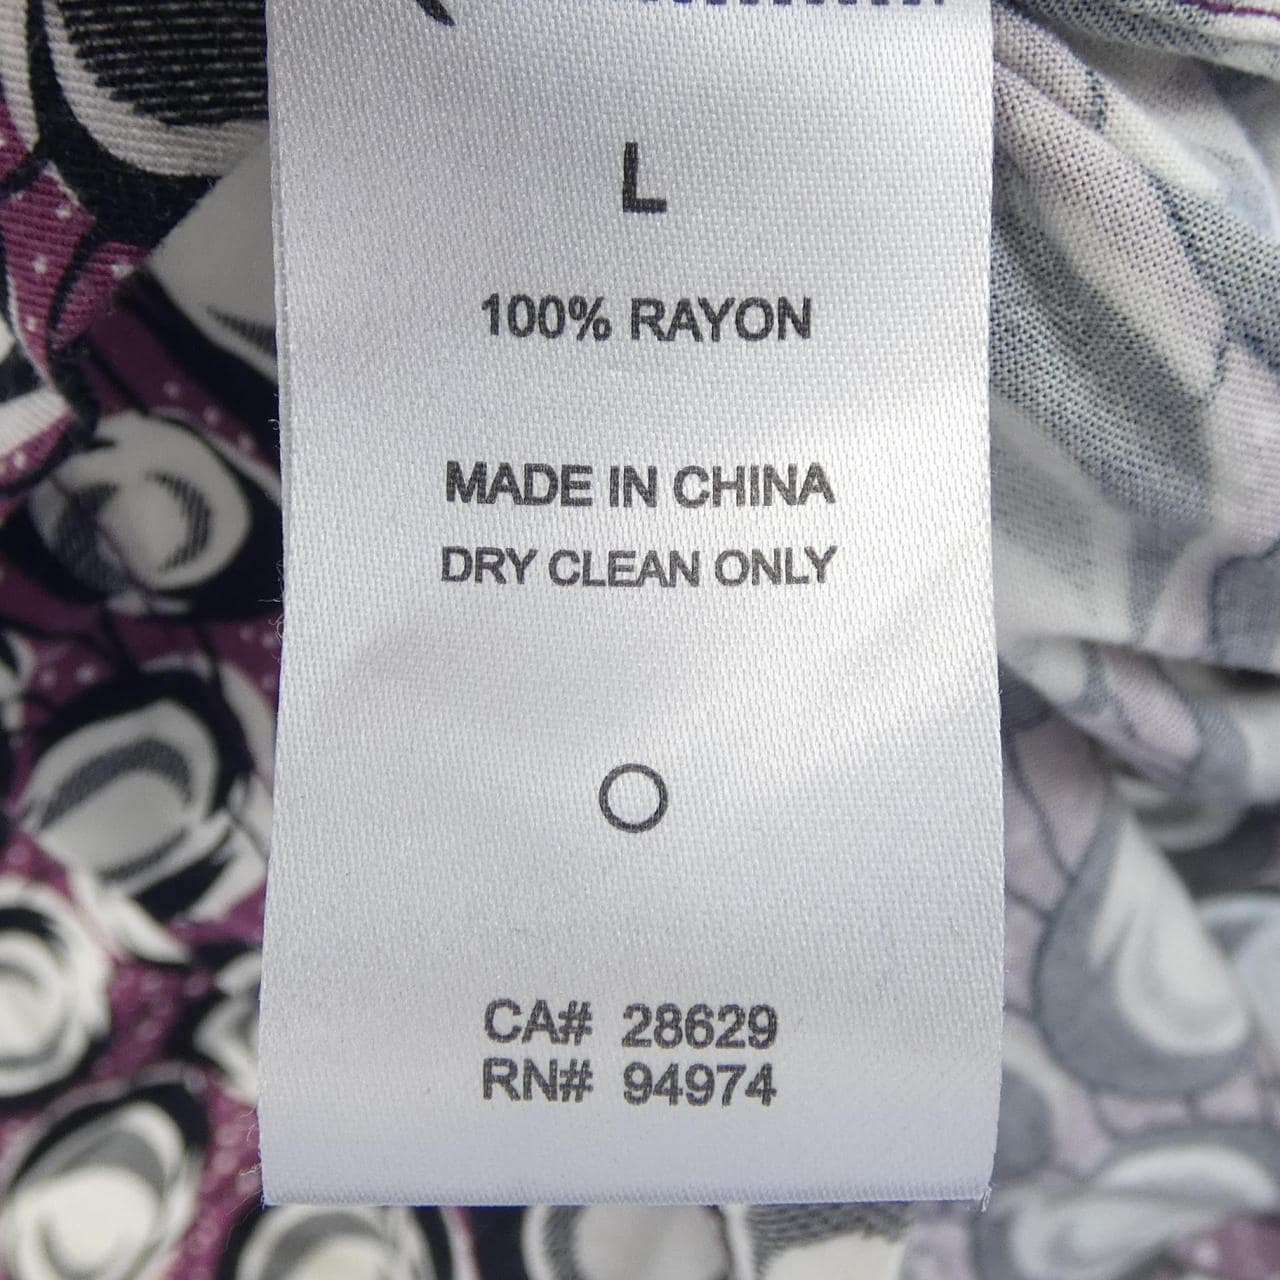 L
100% RAYON
MADE IN CHINA
DRY CLEAN ONLY
CA# 28629
RN# 94974